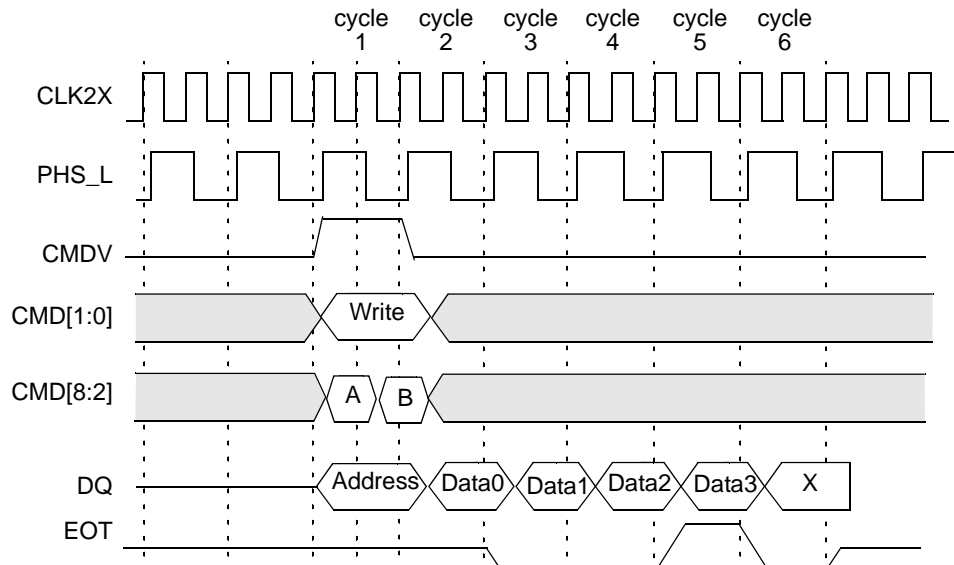 cycle cycle cycle cycle cycle cycle
1 2 3 4 5 6
CLK2X
PHS_L
CMDV
CMD[1:0] Write
CMD[8:2] A B
DQ Address Data0 Data1 Data2 Data3 X
EOT